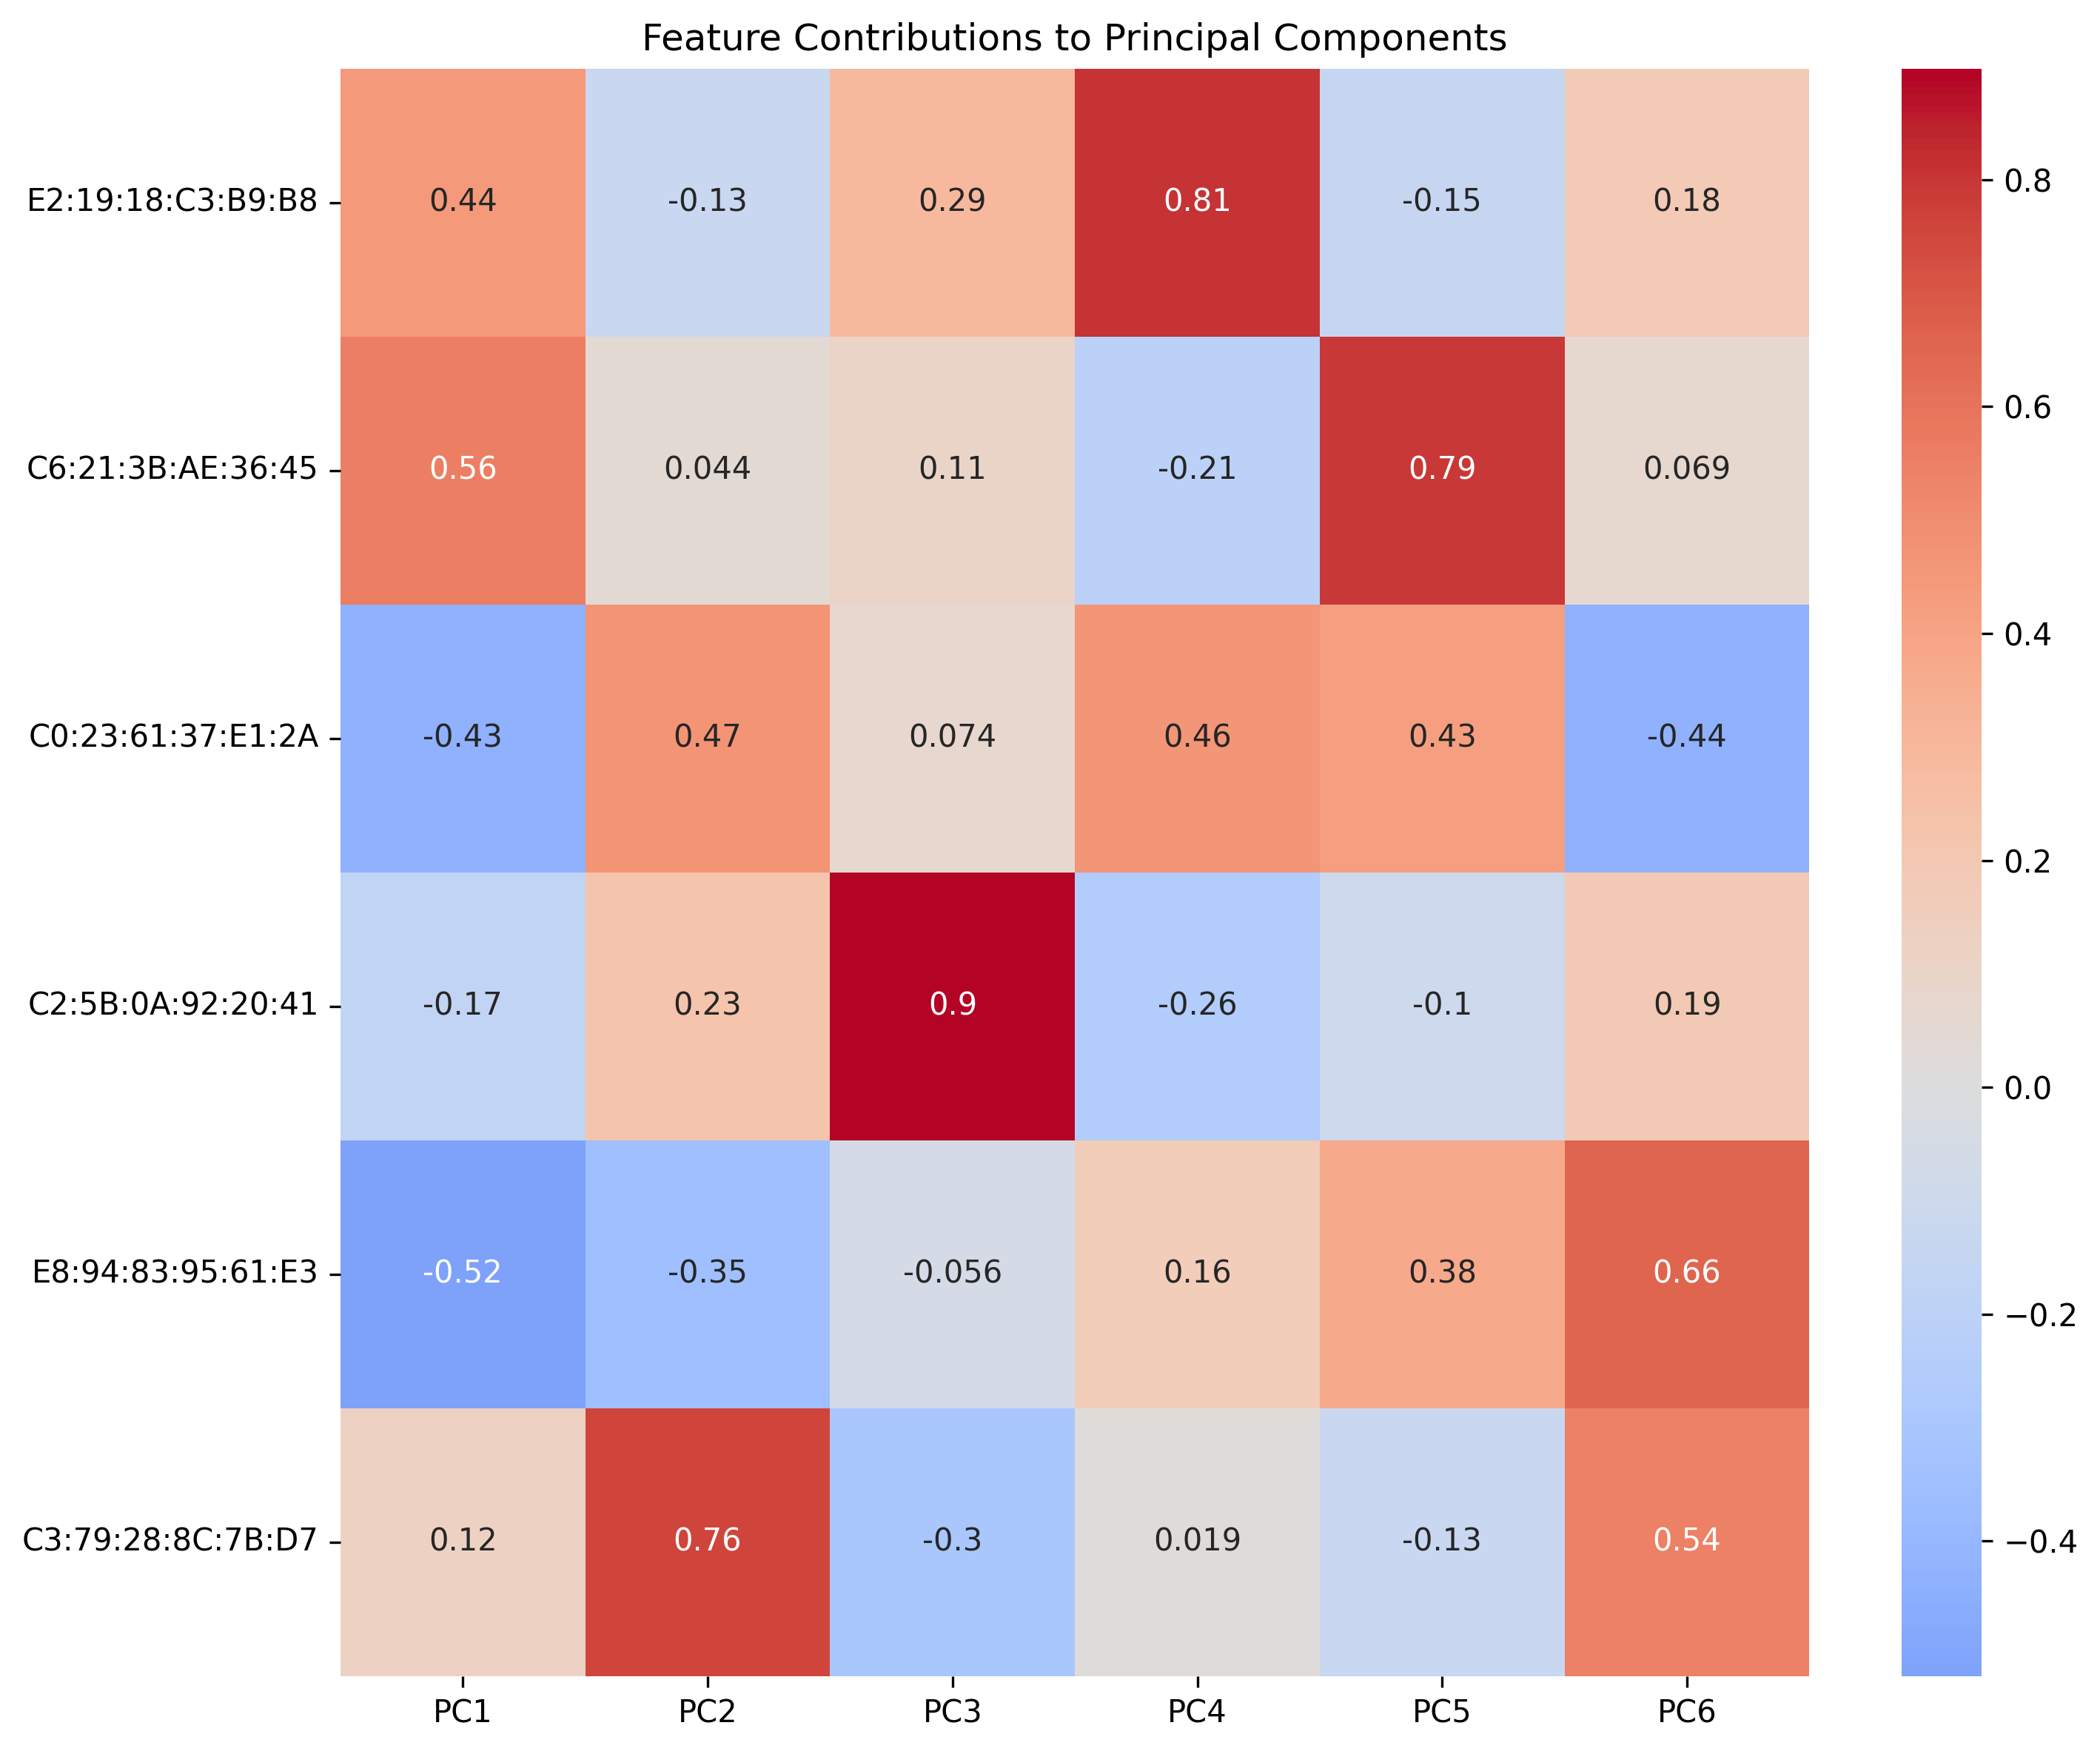 Feature Contributions to Principal Components
E2:19:18:C3:B9:B8 0.44 -0.13 0.29 0.81 -0.15 0.18
C6:21:3B:AE:36:45 0.56 0.044 0.11 -0.21 0.79 0.069
C0:23:61:37:E1:2A -0.43 0.47 0.074 0.46 0.43 -0.44
C2:5B:0A:92:20:41 -0.17 0.23 0.9 -0.26 -0.1 0.19
E8:94:83:95:61:E3 -0.52 -0.35 -0.056 0.16 0.38 0.66
C3:79:28:8C:7B:D7 0.12 0.76 -0.3 0.019 -0.13 0.54
PC1 PC2 PC3 PC4 PC5 PC6
0.8
0.6
0.4
0.2
0.0
−0.2
−0.4